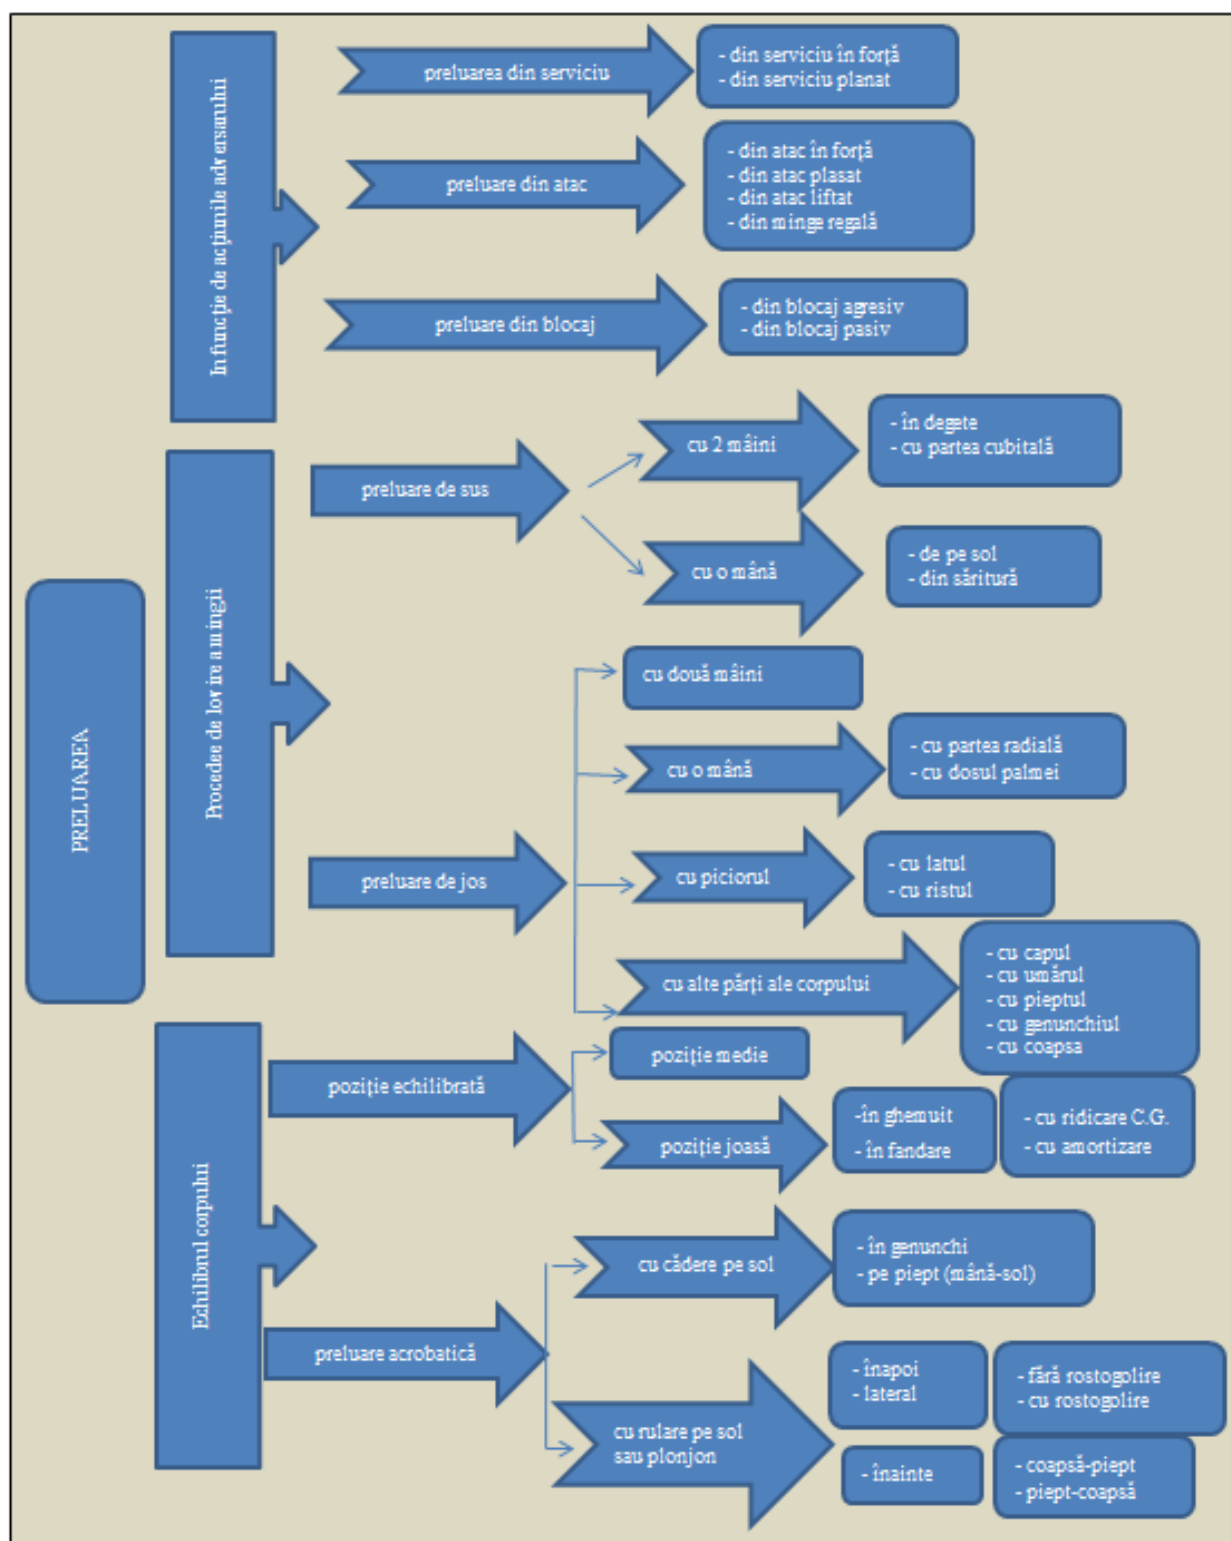 PRELUAREA
In funcție de acțiunile adversarului
preluarea din serviciu
- din serviciu în forță
- din serviciu planat
preluare din atac
- din atac în forță
- din atac plasat
- din atac liftat
- din minge regală
preluare din blocaj
- din blocaj agresiv
- din blocaj pasiv
Procedee de lovire a mingii
preluare de sus
cu 2 mâini
- în degete
- cu partea cubitală
cu o mână
- de pe sol
- din săritură
preluare de jos
cu două mâini
cu o mână
- cu partea radială
- cu dosul palmei
cu piciorul
- cu latul
- cu ristul
cu alte părți ale corpului
- cu capul
- cu umărul
- cu pieptul
- cu genunchiul
- cu coapsa
Echilibrul corpului
poziție echilibrată
poziție medie
poziție joasă
-în ghemuit
- în fandare
- cu ridicare C.G.
- cu amortizare
preluare acrobatică
cu cădere pe sol
- în genunchi
- pe piept (mână-sol)
cu rulare pe sol
sau plonjon
- înapoi
- lateral
- fără rostogolire
- cu rostogolire
- înainte
- coapsă-piept
- piept-coapsă